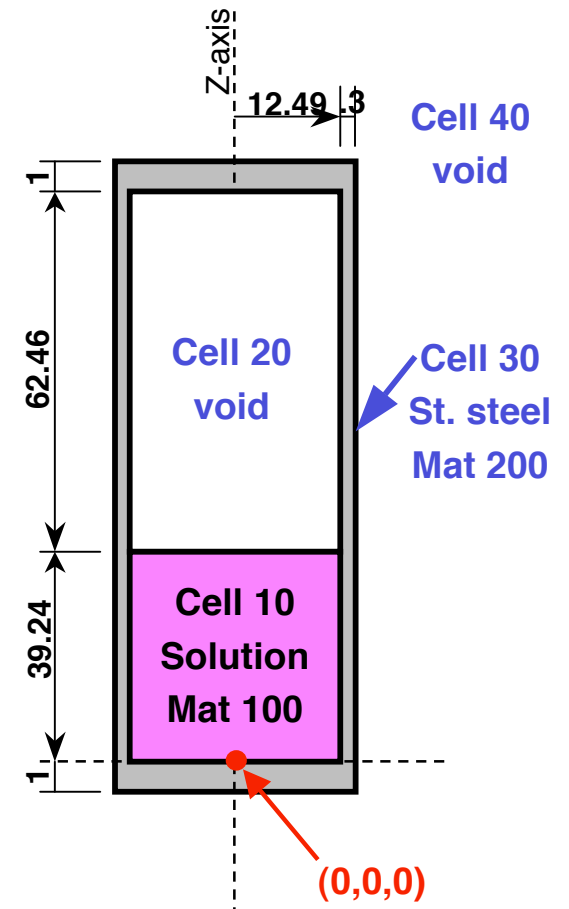 Z-axis
12.49 .3
Cell 40
void
1
62.46
Cell 20
void
Cell 30
St. steel
Mat 200
39.24
Cell 10
Solution
Mat 100
1
(0,0,0)